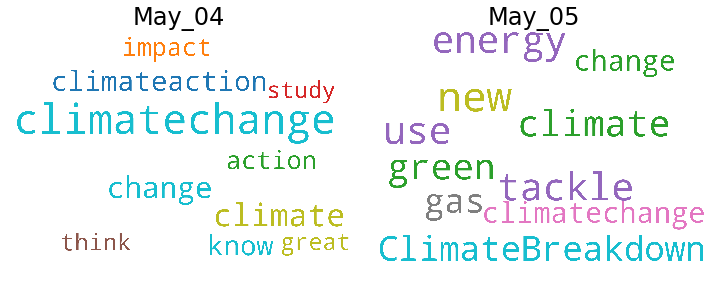 May_04
impact
climateaction
study
climatechange
action
change
climate
think
know
great
May_05
energy
change
new
climate
use
green
tackle
gas
climatechange
ClimateBreakdown